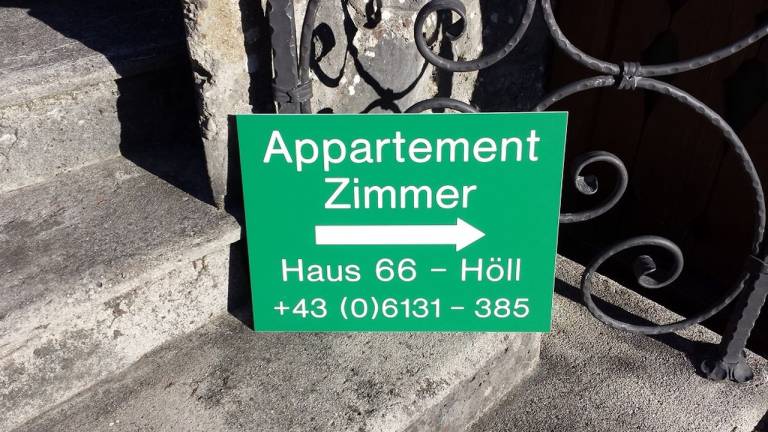 Appartement
Zimmer
Haus 66 – Höll
+43 (0)6131 – 385